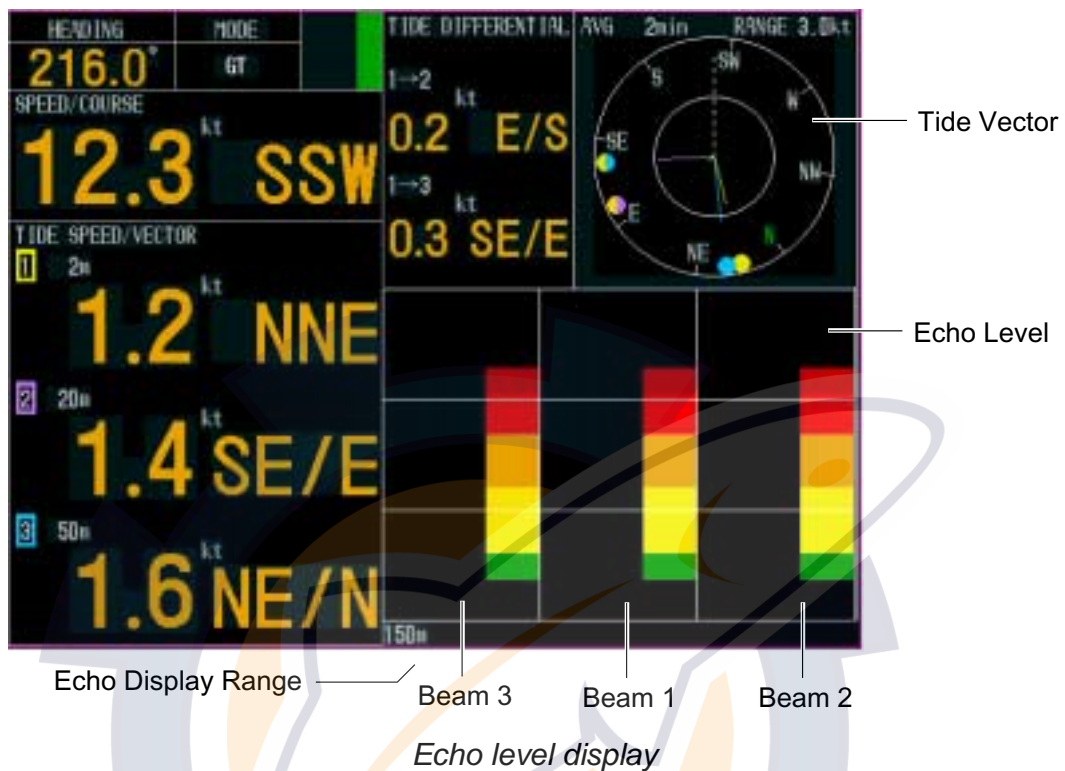 HEADING
MODE
216.0°
GT
SPEED/COURSE
12.3 kt SSW
TIDE SPEED/VECTOR
1 2m
1.2 kt NNE
2 20m
1.4 kt SE/E
3 50m
1.6 kt NE/N
TIDE DIFFERENTIAL
1→2
0.2 kt E/S
1→3
0.3 kt SE/E
AVG 2min RANGE 3.0kt
S
SW
W
NW
N
NE
E
SE
150m
Tide Vector
Echo Level
Echo Display Range
Beam 3
Beam 1
Beam 2
Echo level display